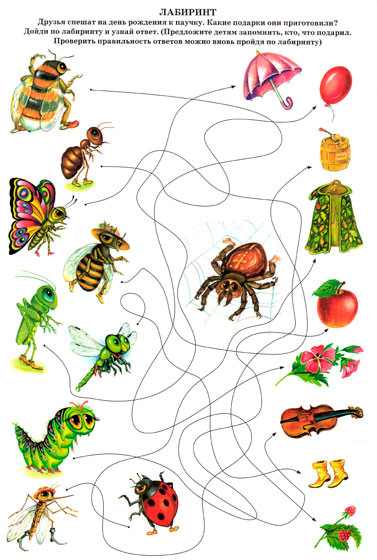 ЛАБИРИНТ
Друзья спешат на день рождения к паучку. Какие подарки они приготовили?
Дойди по лабиринту и узнай ответ. (Предложите детям запомнить, кто, что подарил.
Проверить правильность ответов можно вновь пройдя по лабиринту)